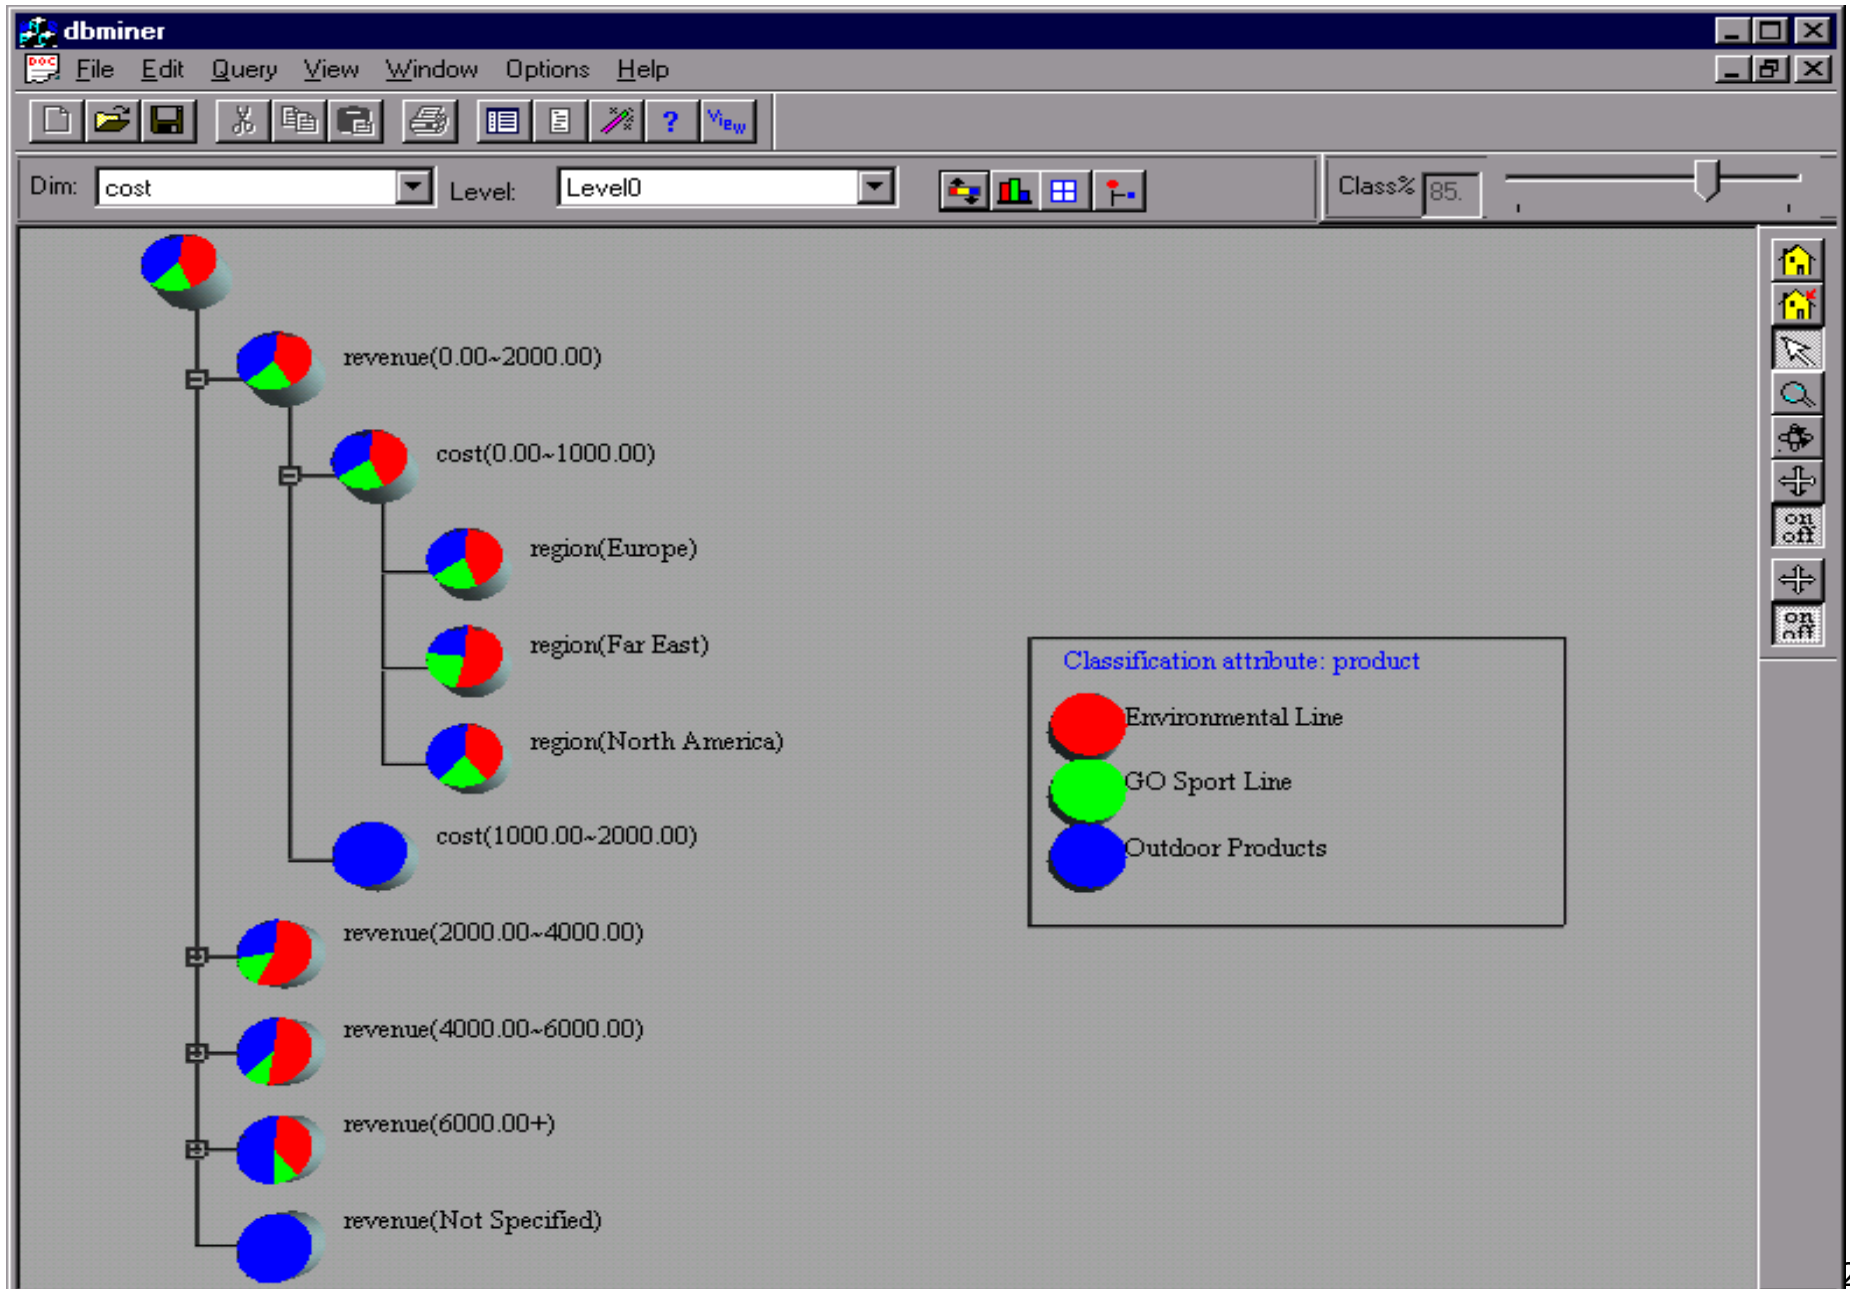 dbminer
DOC File Edit Query View Window Options Help
? View
Dim: cost Level: Level0 Class% 85.
revenue(0.00~2000.00)
cost(0.00~1000.00)
region(Europe)
on off
region(Far East)
on off
region(North America)
Classification attribute: product
Environmental Line
GO Sport Line
Outdoor Products
cost(1000.00~2000.00)
revenue(2000.00~4000.00)
revenue(4000.00~6000.00)
revenue(6000.00+)
revenue(Not Specified)